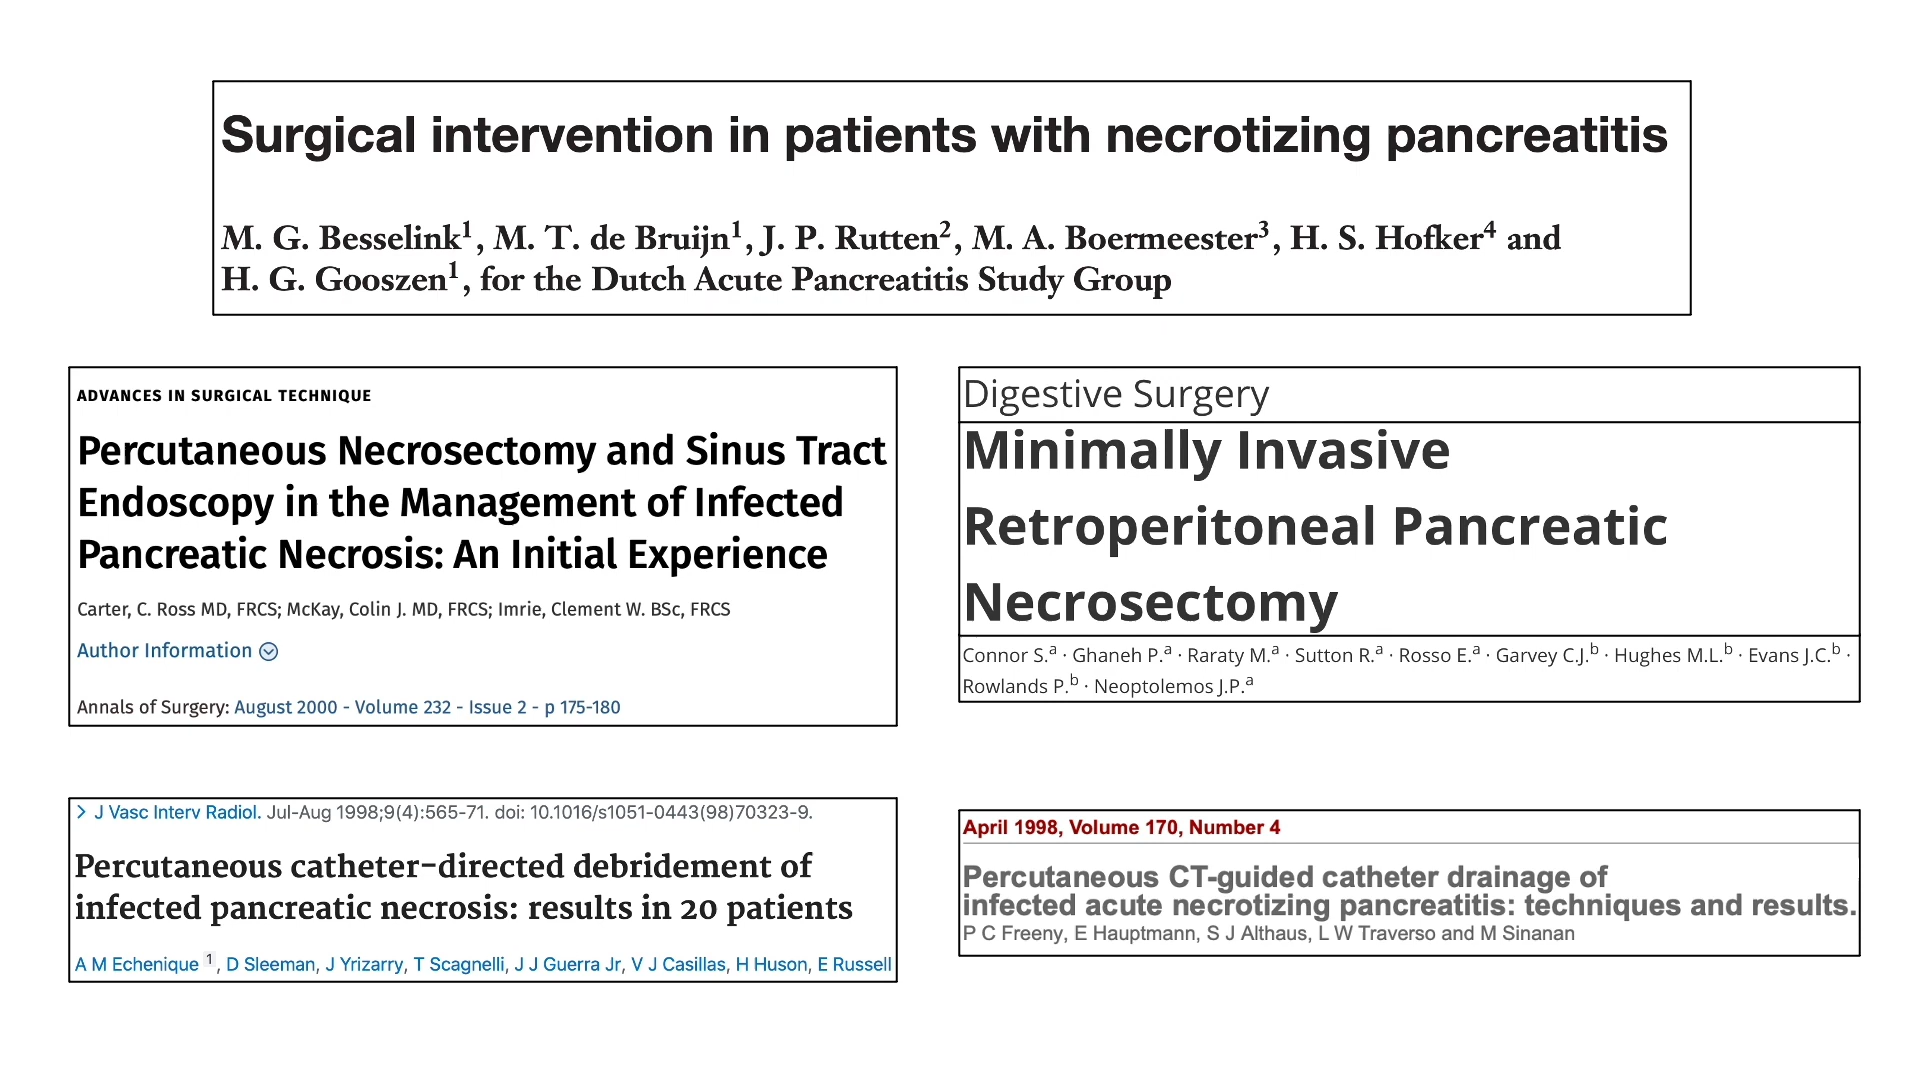 Surgical intervention in patients with necrotizing pancreatitis
M. G. Besselink¹, M. T. de Bruijn¹, J. P. Rutten², M. A. Boermeester³, H. S. Hofker⁴ and
H. G. Gooszen¹, for the Dutch Acute Pancreatitis Study Group
ADVANCES IN SURGICAL TECHNIQUE
Percutaneous Necrosectomy and Sinus Tract
Endoscopy in the Management of Infected
Pancreatic Necrosis: An Initial Experience
Carter, C. Ross MD, FRCS; McKay, Colin J. MD, FRCS; Imrie, Clement W. BSc, FRCS
Author Information
Annals of Surgery: August 2000 - Volume 232 - Issue 2 - p 175-180
Digestive Surgery
Minimally Invasive
Retroperitoneal Pancreatic
Necrosectomy
Connor S.ᵃ · Ghaneh P.ᵃ · Raraty M.ᵃ · Sutton R.ᵃ · Rosso E.ᵃ · Garvey C.J.ᵇ · Hughes M.L.ᵇ · Evans J.C.ᵇ ·
Rowlands P.ᵇ · Neoptolemos J.P.ᵃ
> J Vasc Interv Radiol. Jul-Aug 1998;9(4):565-71. doi: 10.1016/s1051-0443(98)70323-9.
Percutaneous catheter-directed debridement of
infected pancreatic necrosis: results in 20 patients
A M Echenique ¹, D Sleeman, J Yrizarry, T Scagnelli, J J Guerra Jr, V J Casillas, H Huson, E Russell
April 1998, Volume 170, Number 4
Percutaneous CT-guided catheter drainage of
infected acute necrotizing pancreatitis: techniques and results.
P C Freeny, E Hauptmann, S J Althaus, L W Traverso and M Sinanan